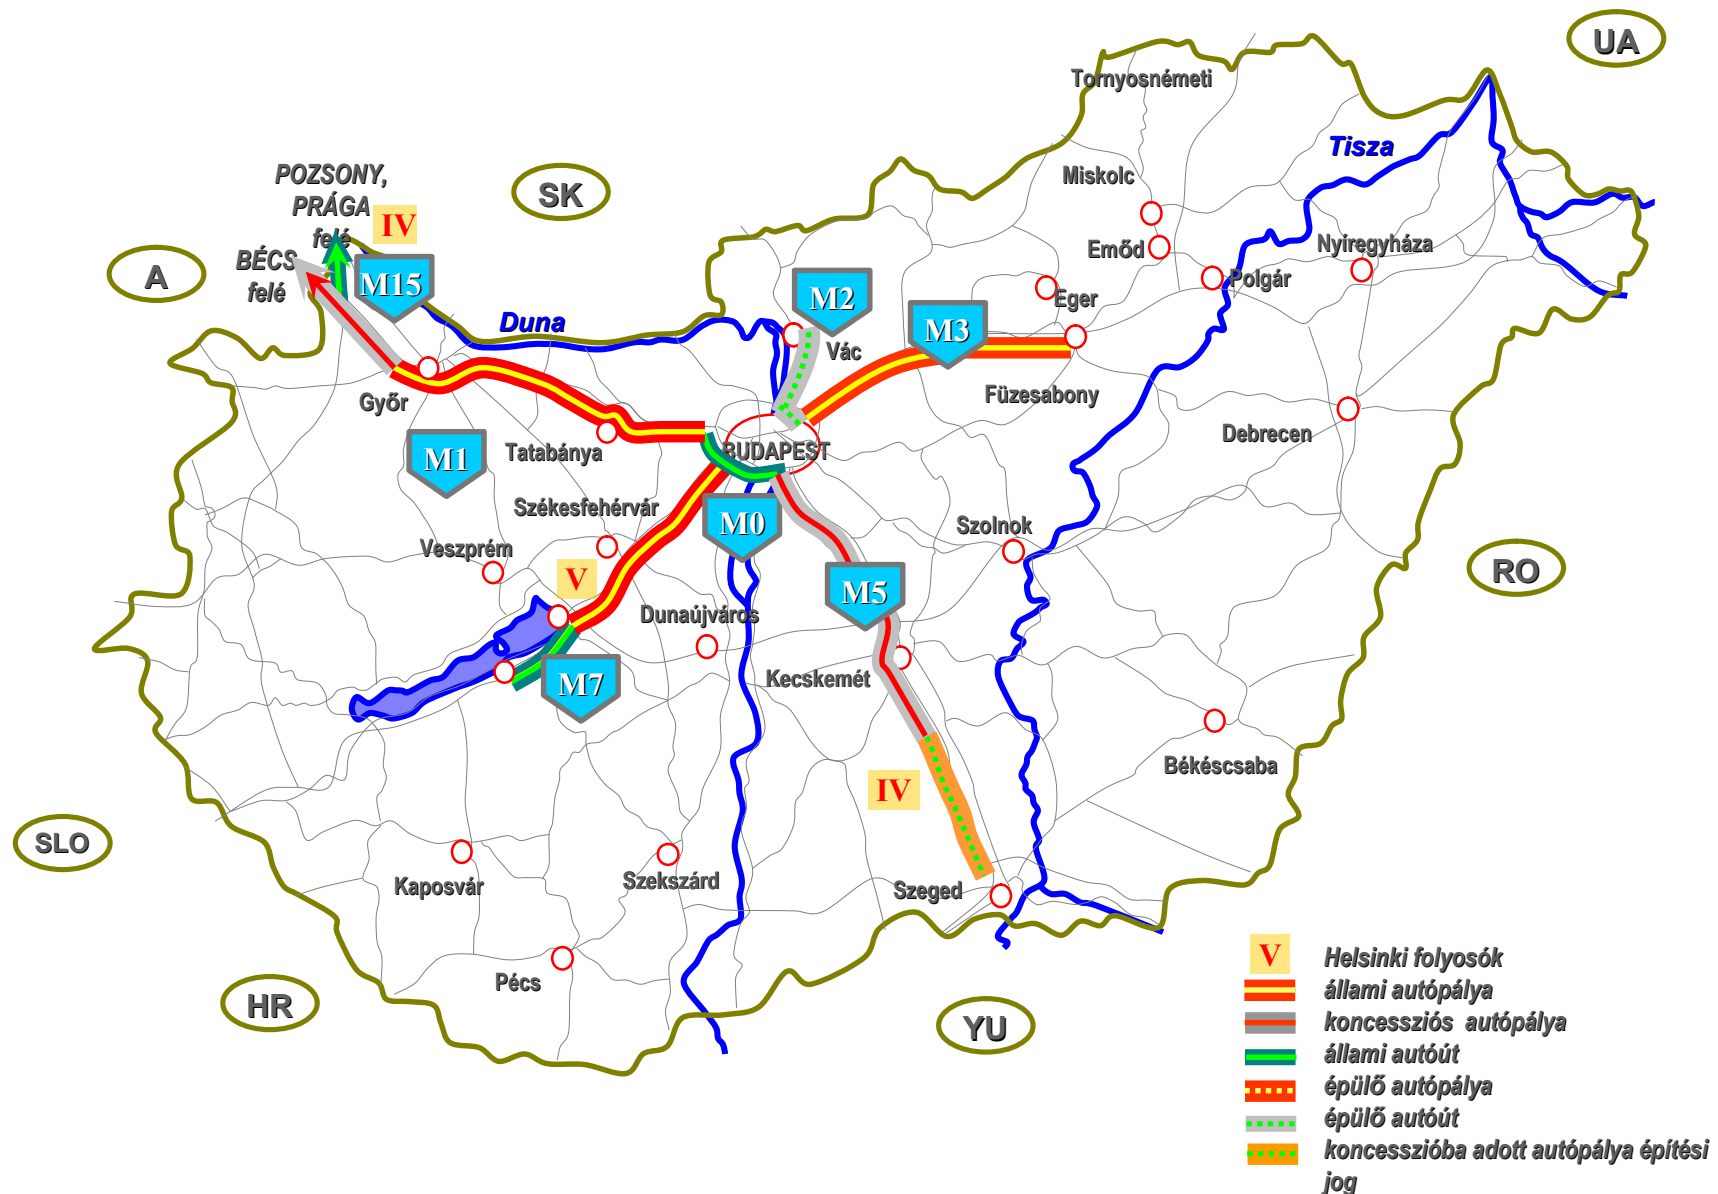 UA
Tornyosnémeti
Tisza
POZSONY,
PRÁGA
felé
IV
SK
Miskolc
Emőd
Nyíregyháza
A
BÉCS
felé
M15
Polgár
Eger
M2
M3
Duna
Vác
Füzesabony
Győr
Debrecen
BUDAPEST
Tatabánya
M1
Székesfehérvár
M0
Szolnok
Veszprém
V
M5
RO
Dunaújváros
M7
Kecskemét
Békéscsaba
IV
SLO
Kaposvár
Szekszárd
Szeged
Pécs
HR
YU
V
Helsinki folyosók
állami autópálya
koncessziós autópálya
állami autóút
épülő autópálya
épülő autóút
koncesszióba adott autópálya építési
jog